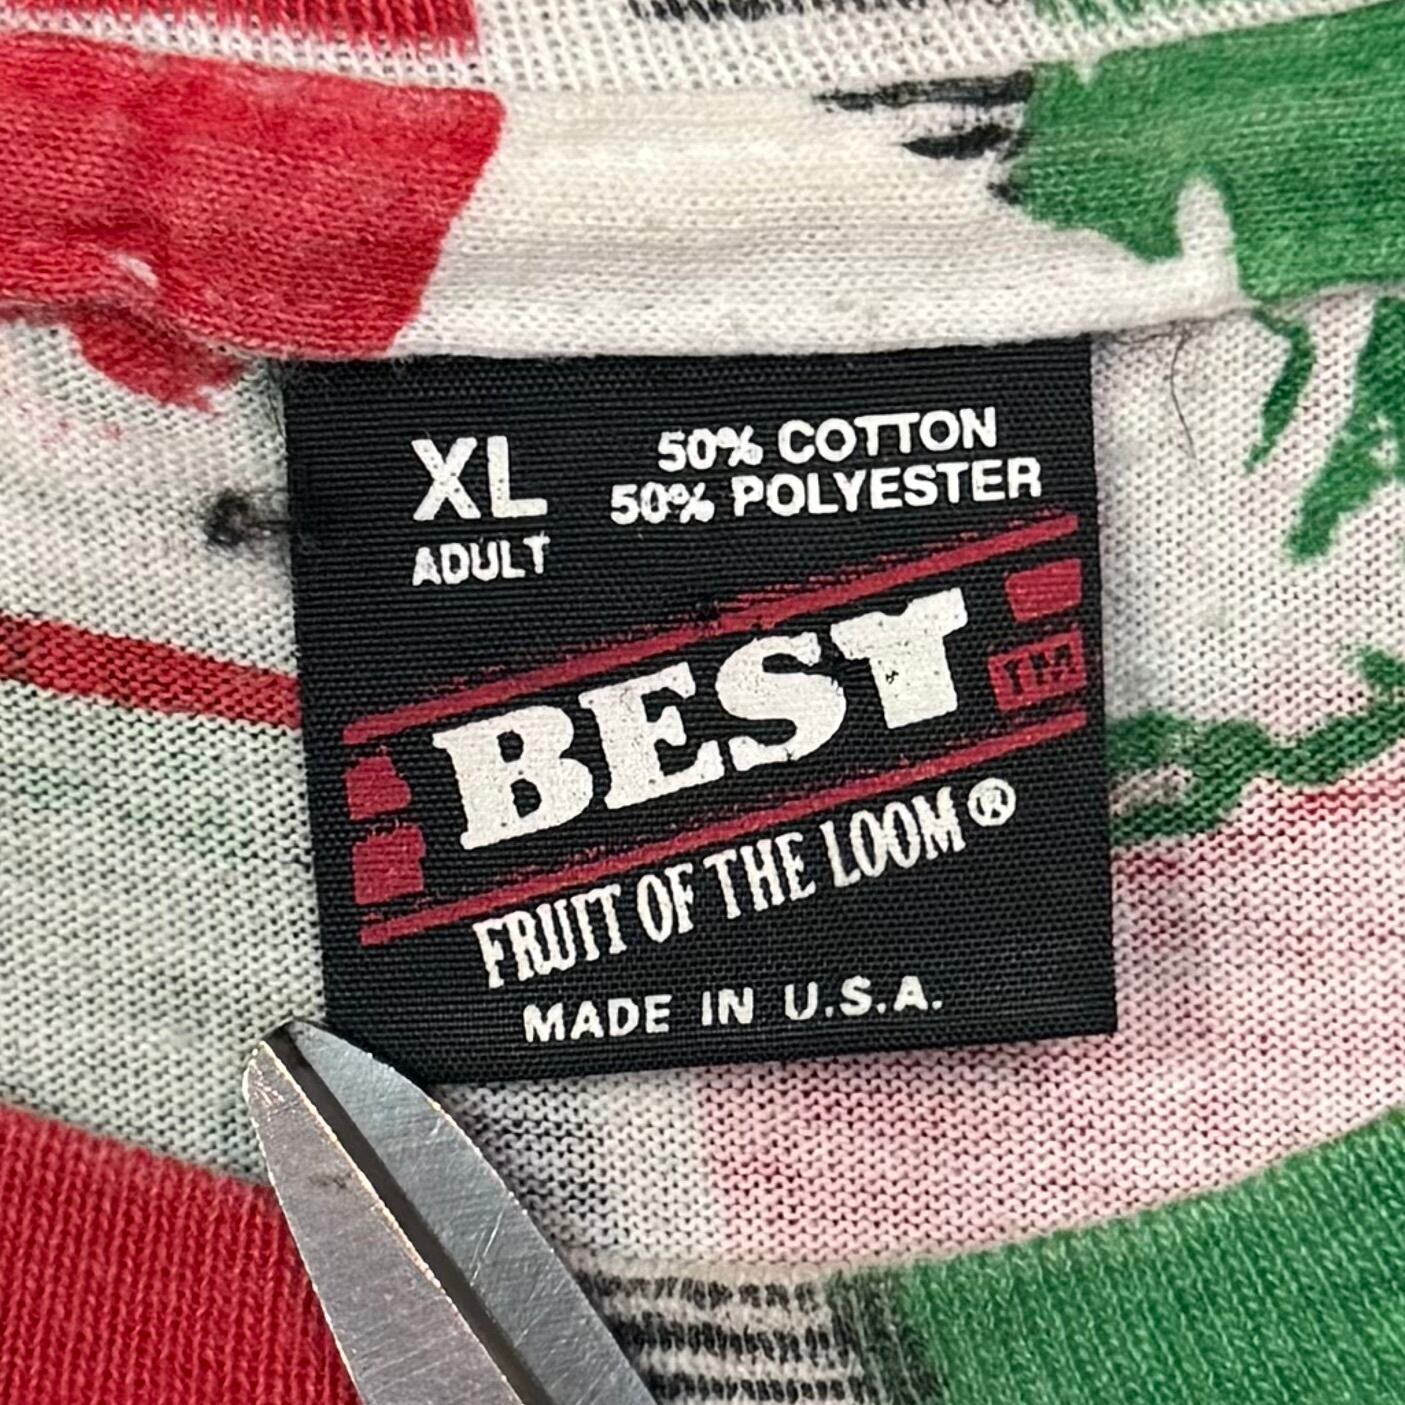 XL
ADULT
50% COTTON
50% POLYESTER
BEST
TM
FRUIT OF THE LOOM®
MADE IN U.S.A.